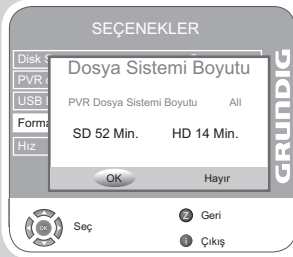 SEÇENEKLER
Disk S
Dosya Sistemi Boyutu
PVR
USB
PVR Dosya Sistemi Boyutu All
Forma
SD 52 Min. HD 14 Min.
Hız
OK Hayır
GRUNDIG
OK Seç
Z Geri
i Çıkış